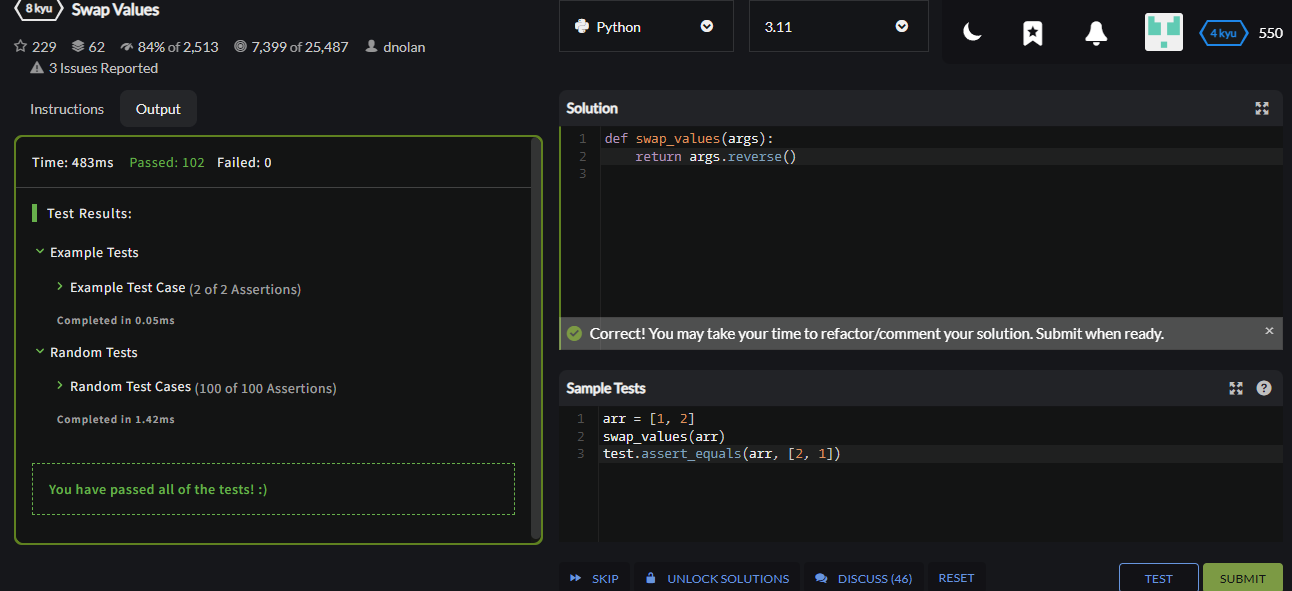 8 kyu Swap Values
229 62 84% of 2,513 7,399 of 25,487 dnolan
3 Issues Reported
Python
3.11
4 kyu 550
Instructions Output
Time: 483ms Passed: 102 Failed: 0
Test Results:
Example Tests
Example Test Case (2 of 2 Assertions)
Completed in 0.05ms
Random Tests
Random Test Cases (100 of 100 Assertions)
Completed in 1.42ms
You have passed all of the tests! :)
Solution
1 def swap_values(args):
2     return args.reverse()
3
Correct! You may take your time to refactor/comment your solution. Submit when ready. ×
Sample Tests ?
1 arr = [1, 2]
2 swap_values(arr)
3 test.assert_equals(arr, [2, 1])
SKIP UNLOCK SOLUTIONS DISCUSS (46) RESET TEST SUBMIT